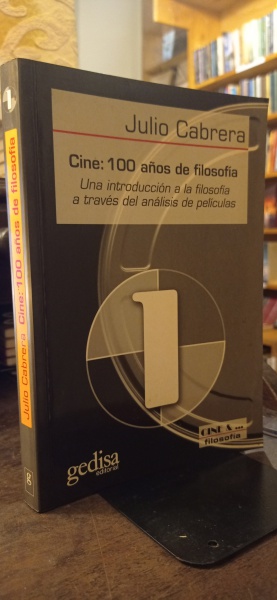 Julio Cabrera
Cine: 100 años de filosofía
Una introducción a la filosofía
a través del análisis de películas
1
CINE & ...
filosofía
gedisa
editorial
1
Julio Cabrera Cine: 100 años de filosofía
g